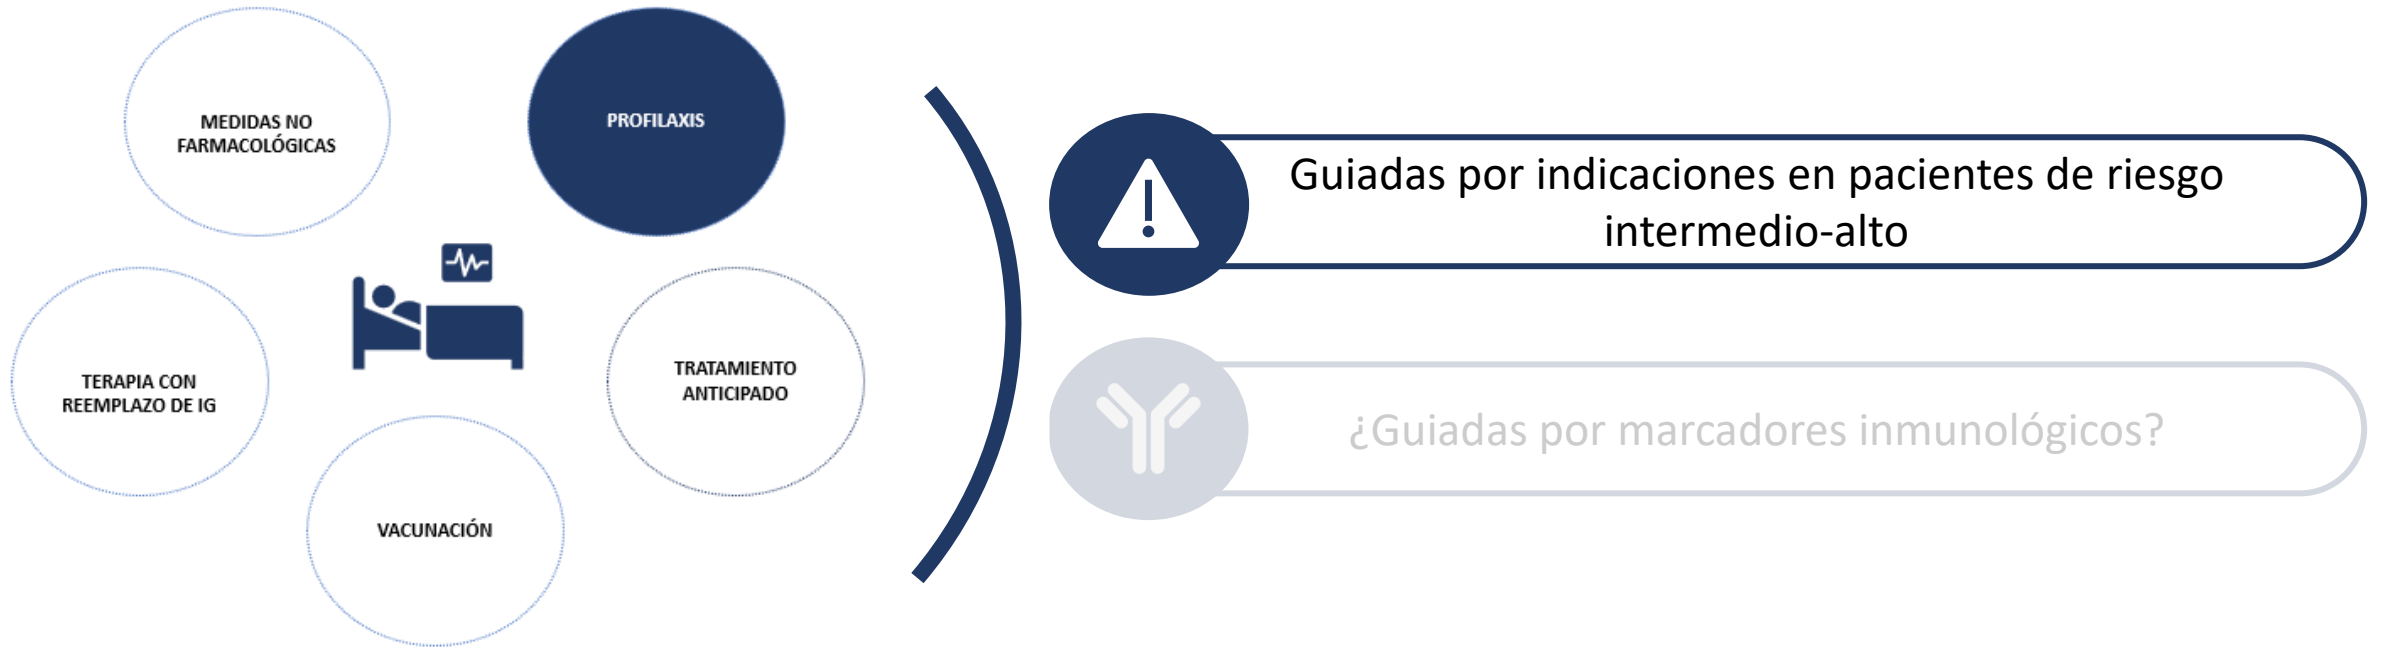 MEDIDAS NO
FARMACOLÓGICAS
PROFILAXIS
TERAPIA CON
REEMPLAZO DE IG
TRATAMIENTO
ANTICIPADO
VACUNACIÓN
Guiadas por indicaciones en pacientes de riesgo
intermedio-alto
¿Guiadas por marcadores inmunológicos?